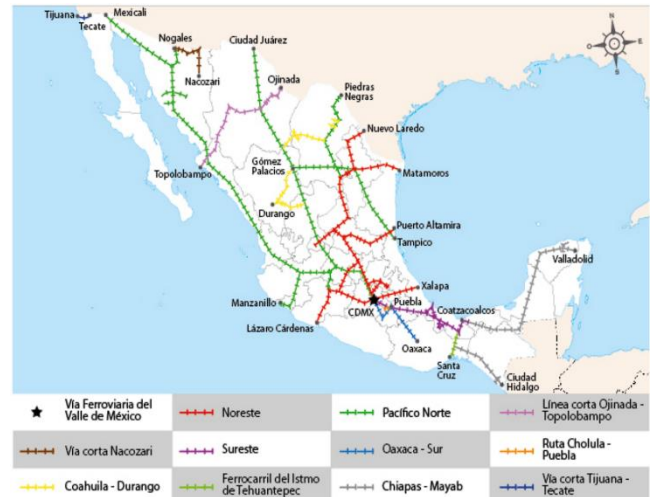 Tijuana
Mexicali
Tecate
Nogales
Ciudad Juárez
Nacozari
Ojinada
Piedras
Negras
Nuevo Laredo
Topolobampo
Gómez
Palacios
Matamoros
Durango
Puerto Altamira
Tampico
Valladolid
Manzanillo
Xalapa
CDMX
Puebla
Coatzacoalcos
Lázaro Cárdenas
Oaxaca
Santa
Cruz
Ciudad
Hidalgo
N
E
S
Vía Ferroviaria del
Valle de México
Noreste
Pacífico Norte
Línea corta Ojinada -
Topolobampo
Vía corta Nacozari
Sureste
Oaxaca - Sur
Ruta Cholula -
Puebla
Coahuila - Durango
Ferrocarril del Istmo
de Tehuantepec
Chiapas - Mayab
Vía corta Tijuana -
Tecate